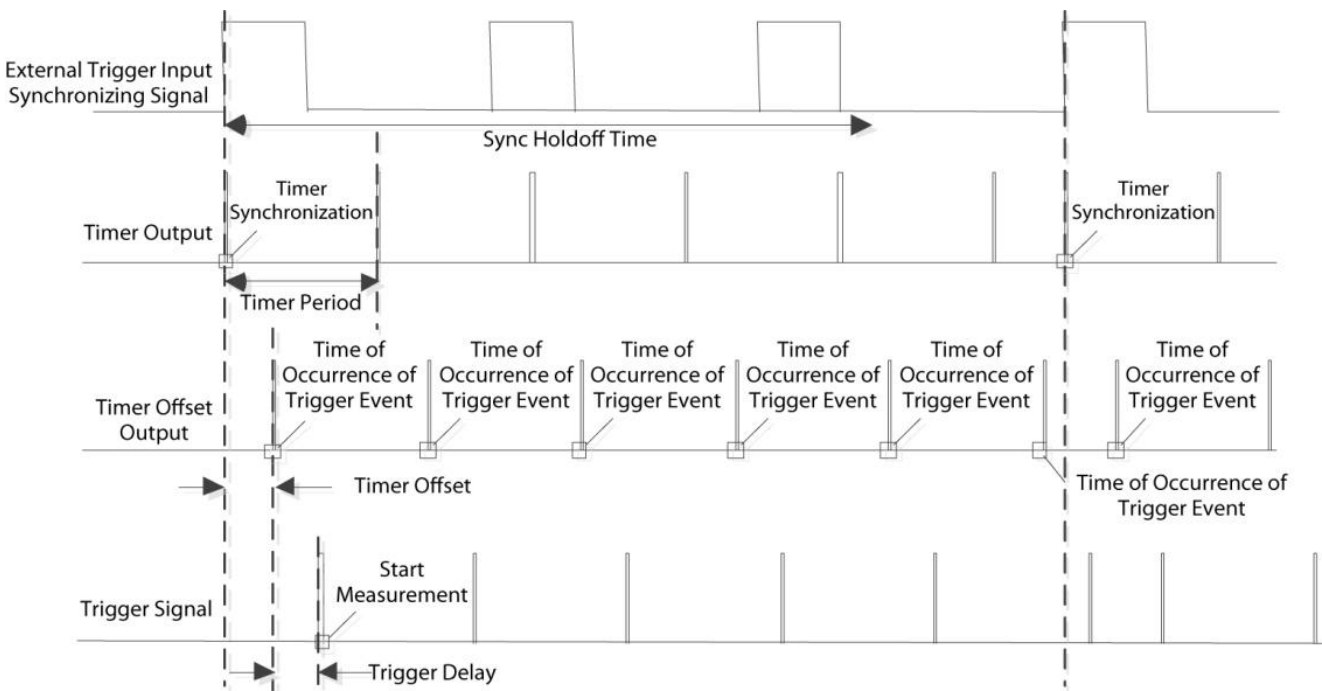 External Trigger Input
Synchronizing Signal
Sync Holdoff Time
Timer
Synchronization
Timer
Synchronization
Timer Output
Timer Period
Time of
Occurrence of
Trigger Event
Time of
Occurrence of
Trigger Event
Time of
Occurrence of
Trigger Event
Time of
Occurrence of
Trigger Event
Time of
Occurrence of
Trigger Event
Time of
Occurrence of
Trigger Event
Timer Offset
Output
Timer Offset
Time of Occurrence of
Trigger Event
Start
Measurement
Trigger Signal
Trigger Delay